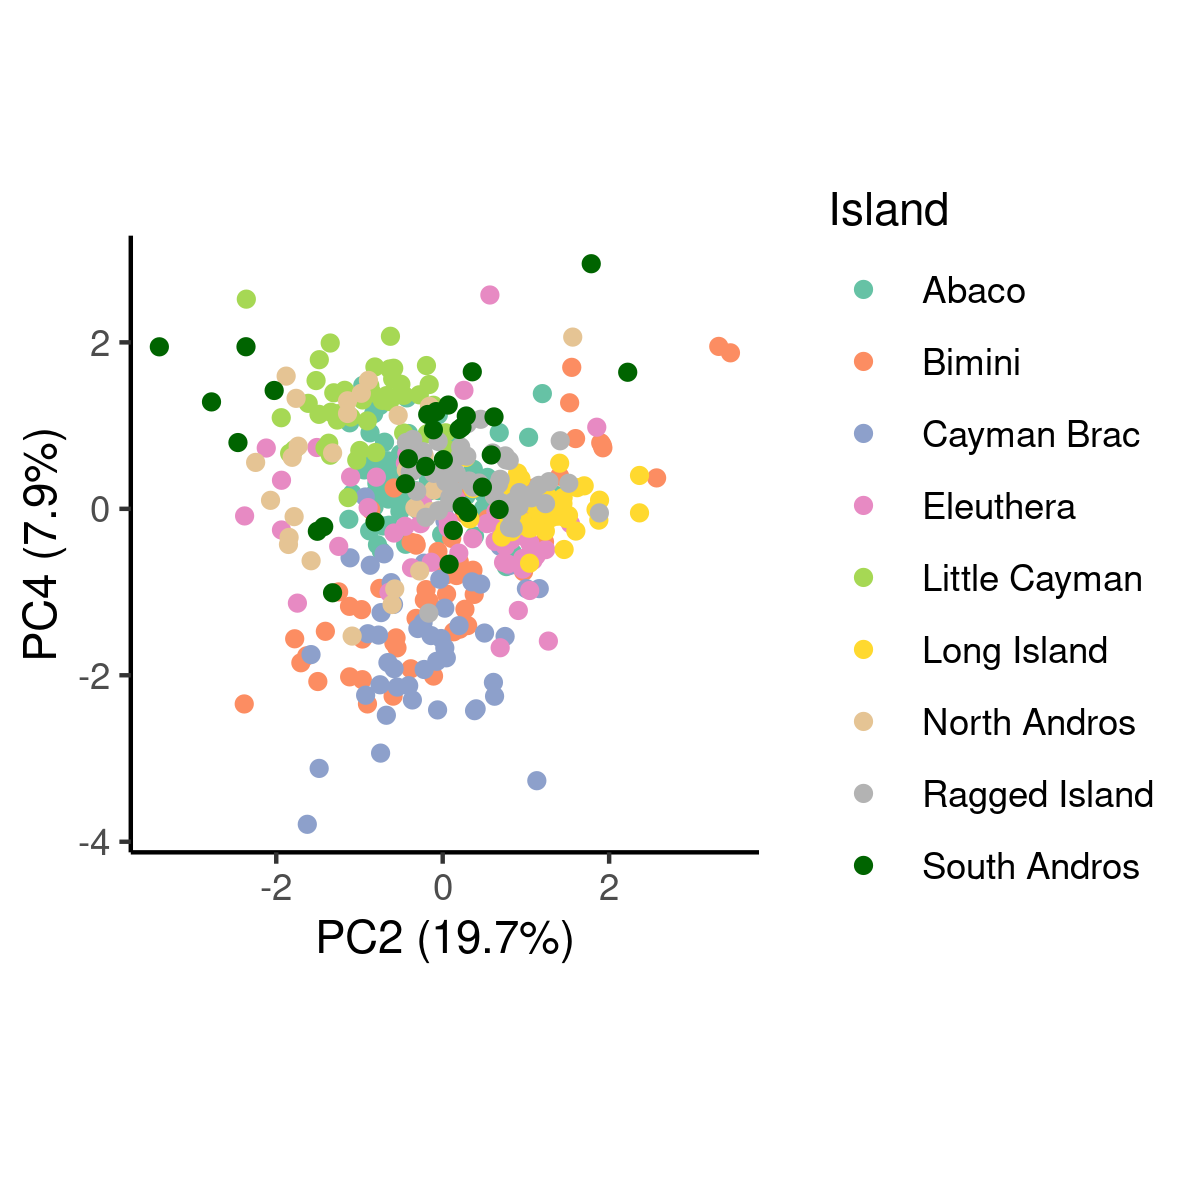 Island
Abaco
Bimini
Cayman Brac
Eleuthera
Little Cayman
Long Island
North Andros
Ragged Island
South Andros
PC4 (7.9%)
2
0
-2
-4
-2
0
2
PC2 (19.7%)